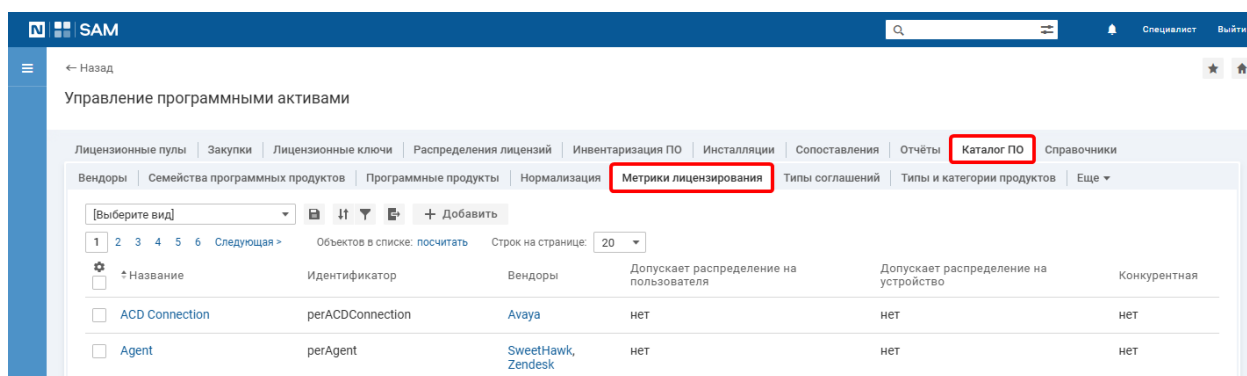 N SAM Специалист Выйти
← Назад
Управление программными активами
Лицензионные пулы Закупки Лицензионные ключи Распределения лицензий Инвентаризация ПО Инсталляции Сопоставления Отчёты Каталог ПО Справочники
Вендоры Семейства программных продуктов Программные продукты Нормализация Метрики лицензирования Типы соглашений Типы и категории продуктов Еще
[Выберите вид] + Добавить
1 2 3 4 5 6 Следующая > Объектов в списке: посчитать Строк на странице: 20
Название Идентификатор Вендоры Допускает распределение на Допускает распределение на Конкурентная
пользователя устройство
ACD Connection perACDConnection Avaya нет нет нет
Agent perAgent SweetHawk, нет нет нет
Zendesk